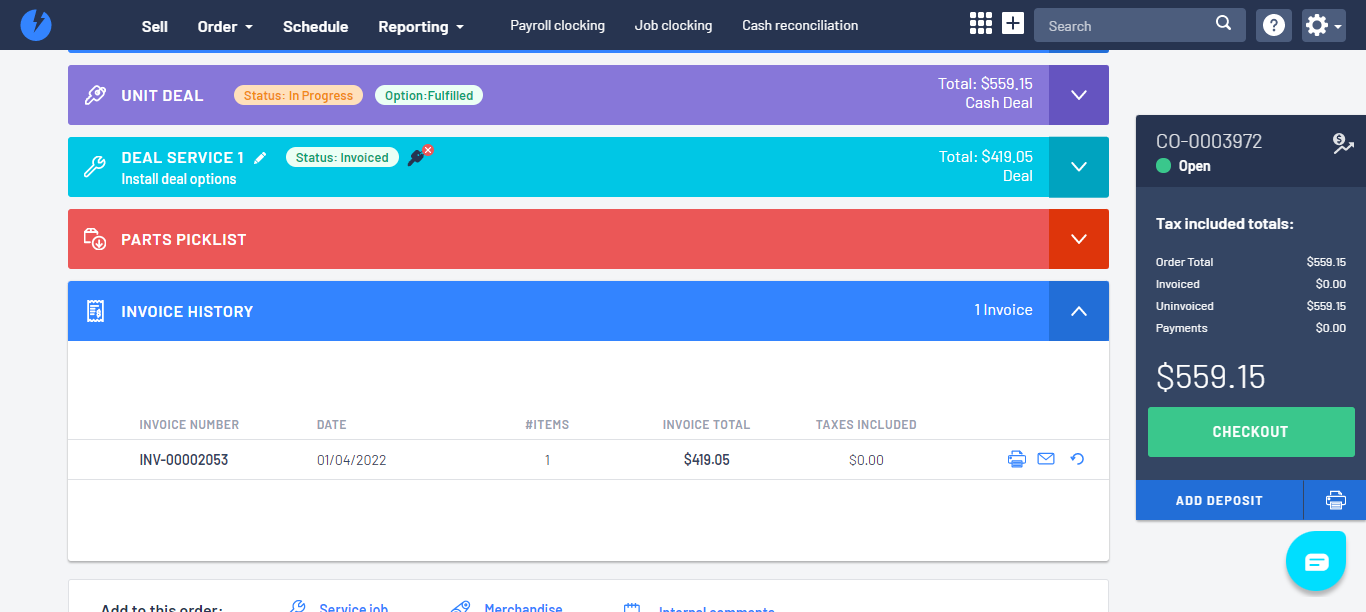 Sell
Order
Schedule
Reporting
Payroll clocking
Job clocking
Cash reconciliation
Search
UNIT DEAL
Status: In Progress
Option:Fulfilled
Total: $559.15
Cash Deal
DEAL SERVICE 1
Status: Invoiced
Install deal options
Total: $419.05
Deal
PARTS PICKLIST
INVOICE HISTORY
1 Invoice
INVOICE NUMBER DATE #ITEMS INVOICE TOTAL TAXES INCLUDED
INV-00002053 01/04/2022 1 $419.05 $0.00
Add to this order:
Service job
Merchandise
Internal comments
CO-0003972
Open
Tax included totals:
Order Total $559.15
Invoiced $0.00
Uninvoiced $559.15
Payments $0.00
$559.15
CHECKOUT
ADD DEPOSIT